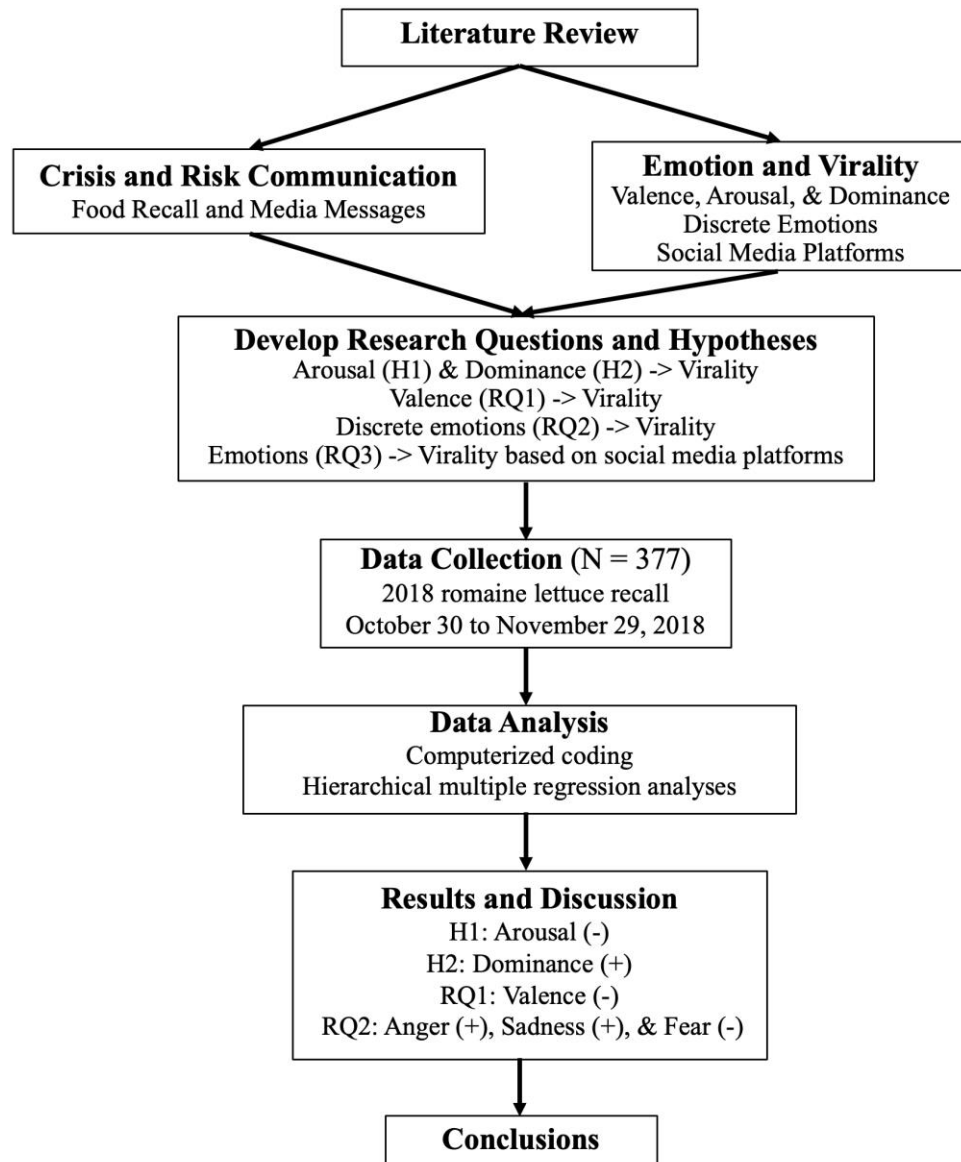 Literature Review
Crisis and Risk Communication
Food Recall and Media Messages
Emotion and Virality
Valence, Arousal, & Dominance
Discrete Emotions
Social Media Platforms
Develop Research Questions and Hypotheses
Arousal (H1) & Dominance (H2) -> Virality
Valence (RQ1) -> Virality
Discrete emotions (RQ2) -> Virality
Emotions (RQ3) -> Virality based on social media platforms
Data Collection (N = 377)
2018 romaine lettuce recall
October 30 to November 29, 2018
Data Analysis
Computerized coding
Hierarchical multiple regression analyses
Results and Discussion
H1: Arousal (-)
H2: Dominance (+)
RQ1: Valence (-)
RQ2: Anger (+), Sadness (+), & Fear (-)
Conclusions